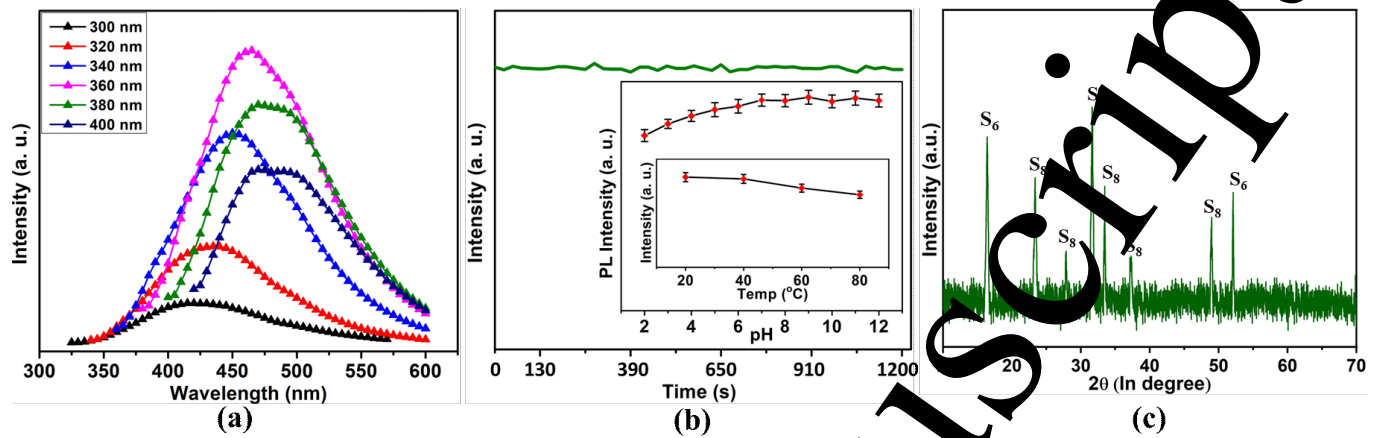 300 nm
320 nm
340 nm
360 nm
380 nm
400 nm
Intensity (a. u.)
300 350 400 450 500 550 600
Wavelength (nm)
(a)
Intensity (a. u.)
0 130 390 650 910 1200
Time (s)
PL Intensity (a. u.)
2 4 6 8 10 12
pH
Intensity (a. u.)
20 40 60 80
Temp (°C)
(b)
Intensity (a.u.)
S6
S8
S8
S8
S8
S6
20 30 40 50 60 70
2θ (In degree)
(c)